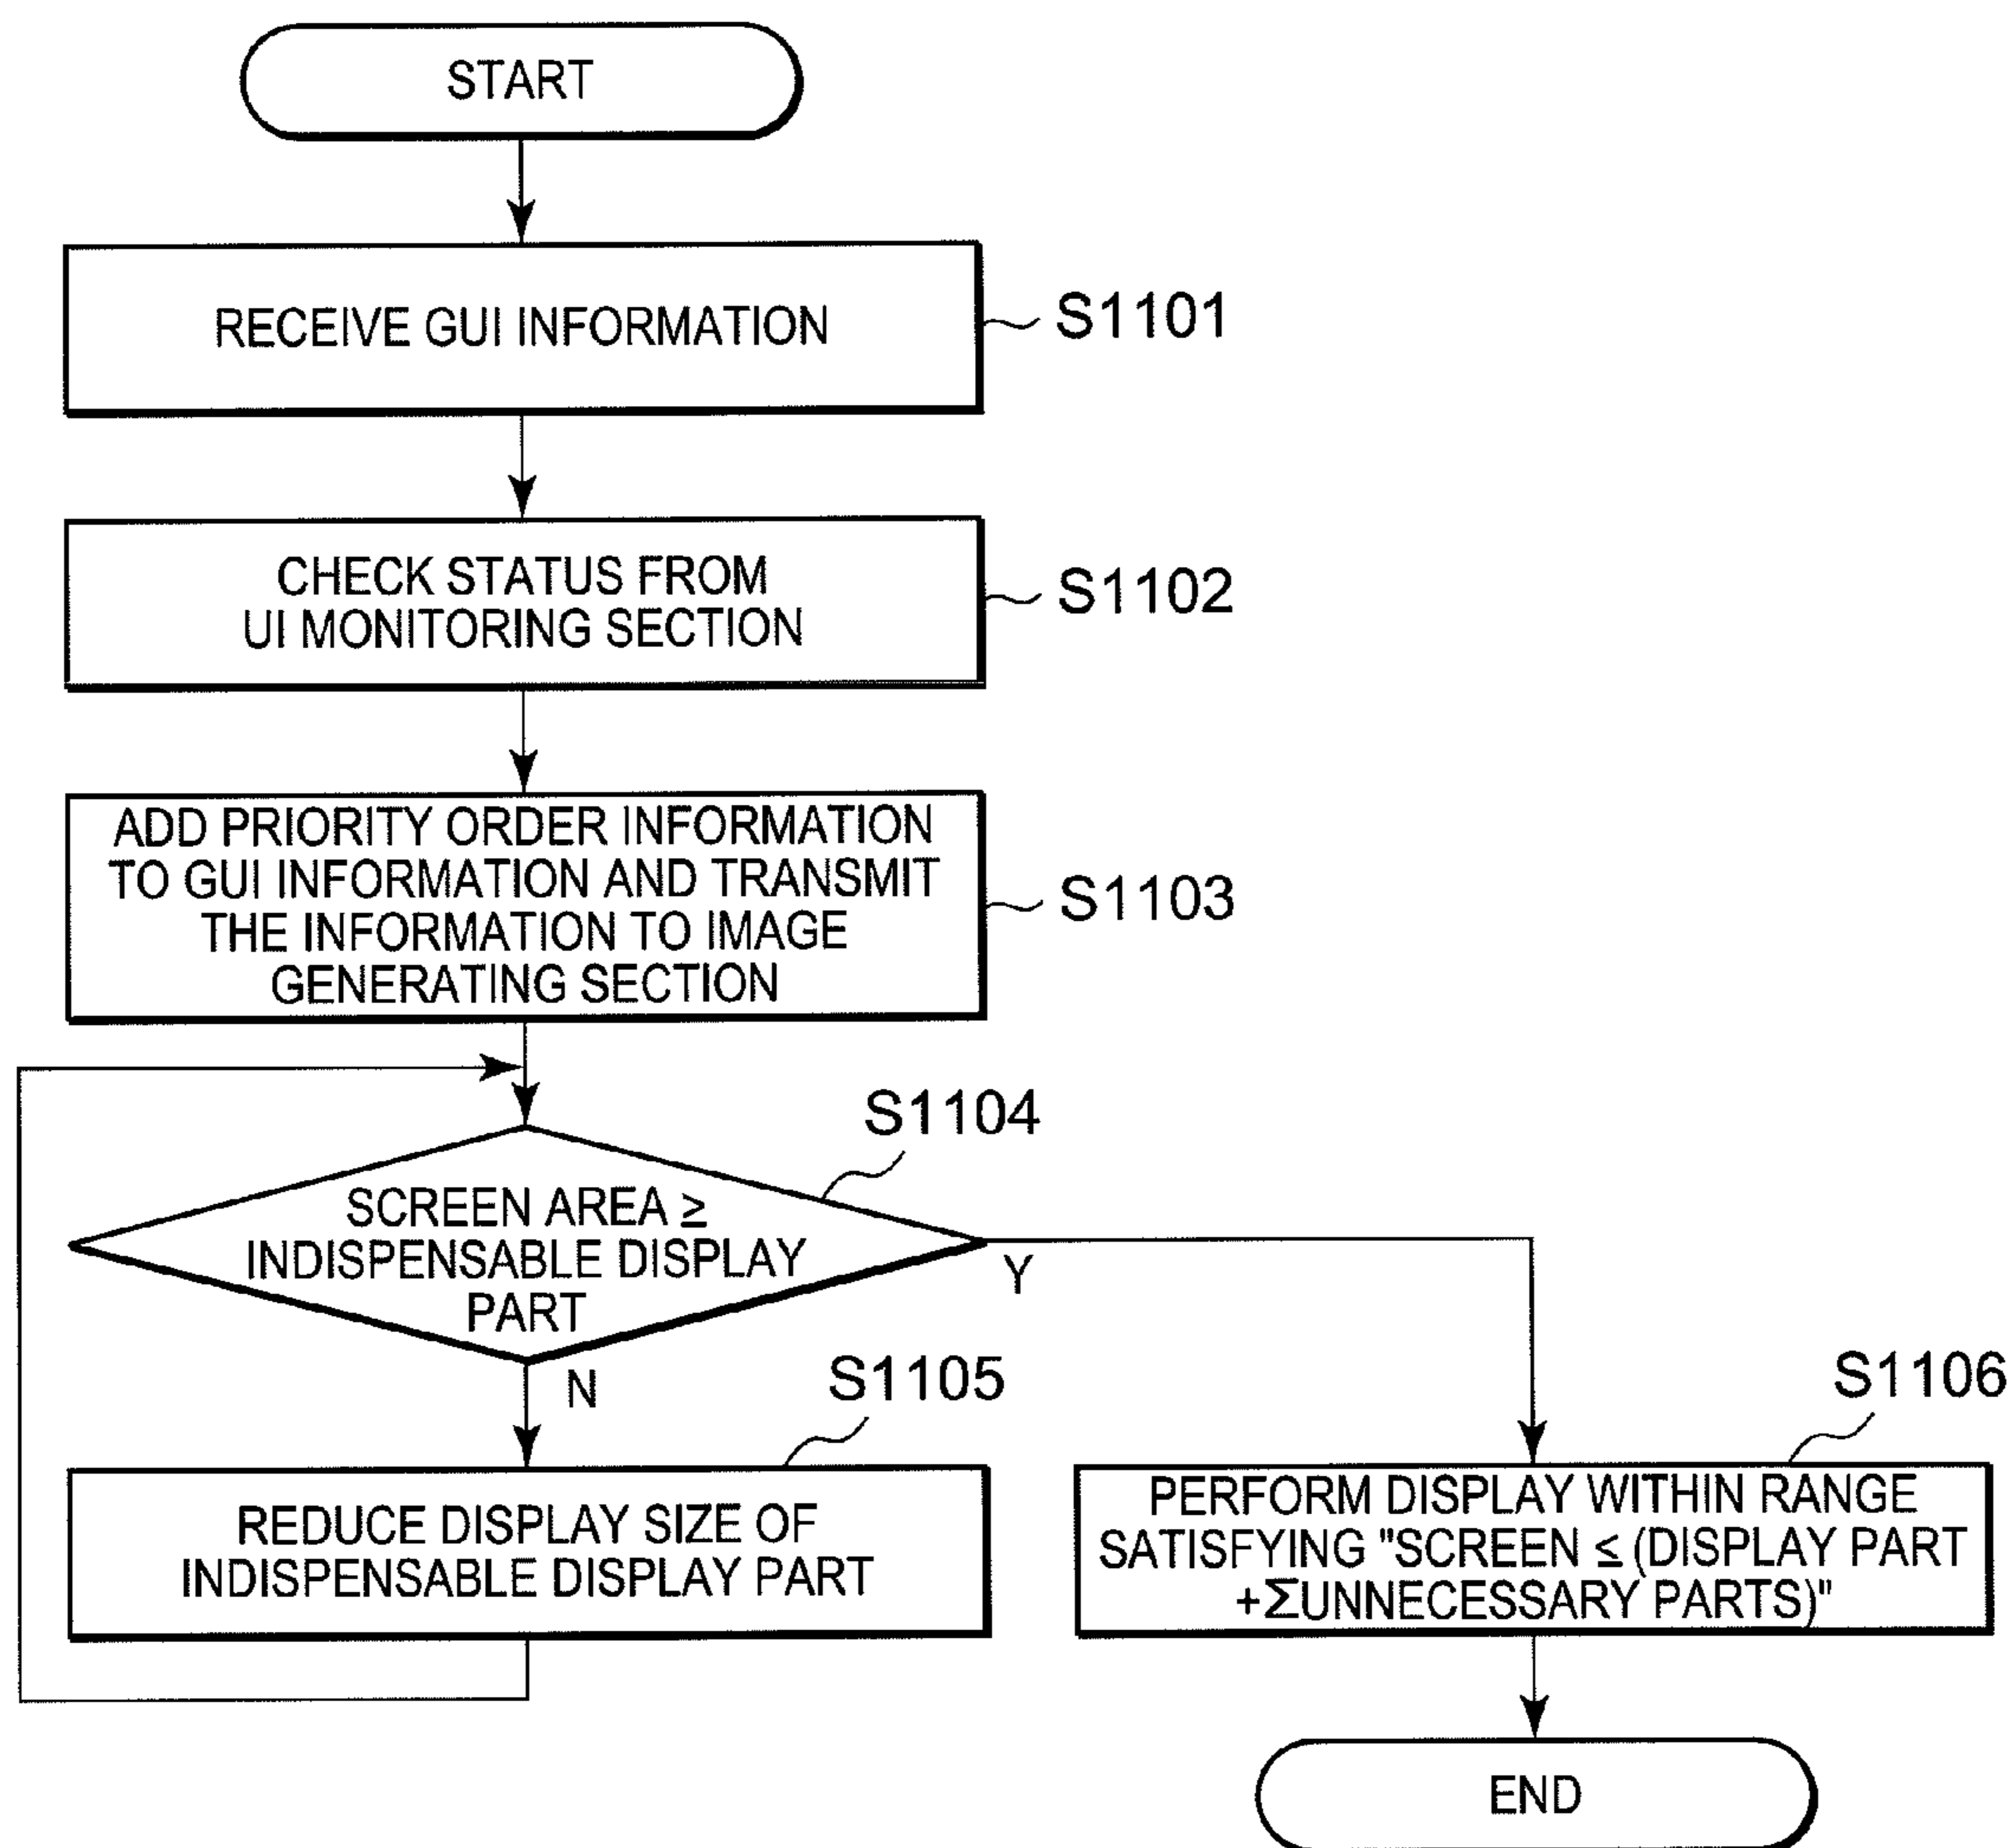 START
RECEIVE GUI INFORMATION
S1101
CHECK STATUS FROM
UI MONITORING SECTION
S1102
ADD PRIORITY ORDER INFORMATION
TO GUI INFORMATION AND TRANSMIT
THE INFORMATION TO IMAGE
GENERATING SECTION
S1103
S1104
SCREEN AREA ≥
INDISPENSABLE DISPLAY
PART
Y
N
S1105
REDUCE DISPLAY SIZE OF
INDISPENSABLE DISPLAY PART
S1106
PERFORM DISPLAY WITHIN RANGE
SATISFYING "SCREEN ≤ (DISPLAY PART
+ΣUNNECESSARY PARTS)"
END